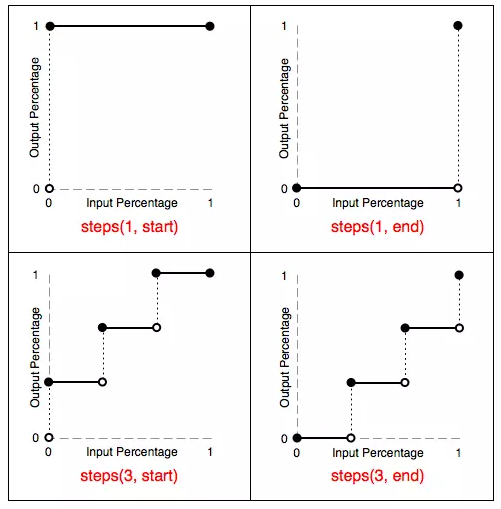 1
Output Percentage
0
0 Input Percentage 1
steps(1, start)
1
Output Percentage
0
0 Input Percentage 1
steps(1, end)
1
Output Percentage
0
0 Input Percentage 1
steps(3, start)
1
Output Percentage
0
0 Input Percentage 1
steps(3, end)